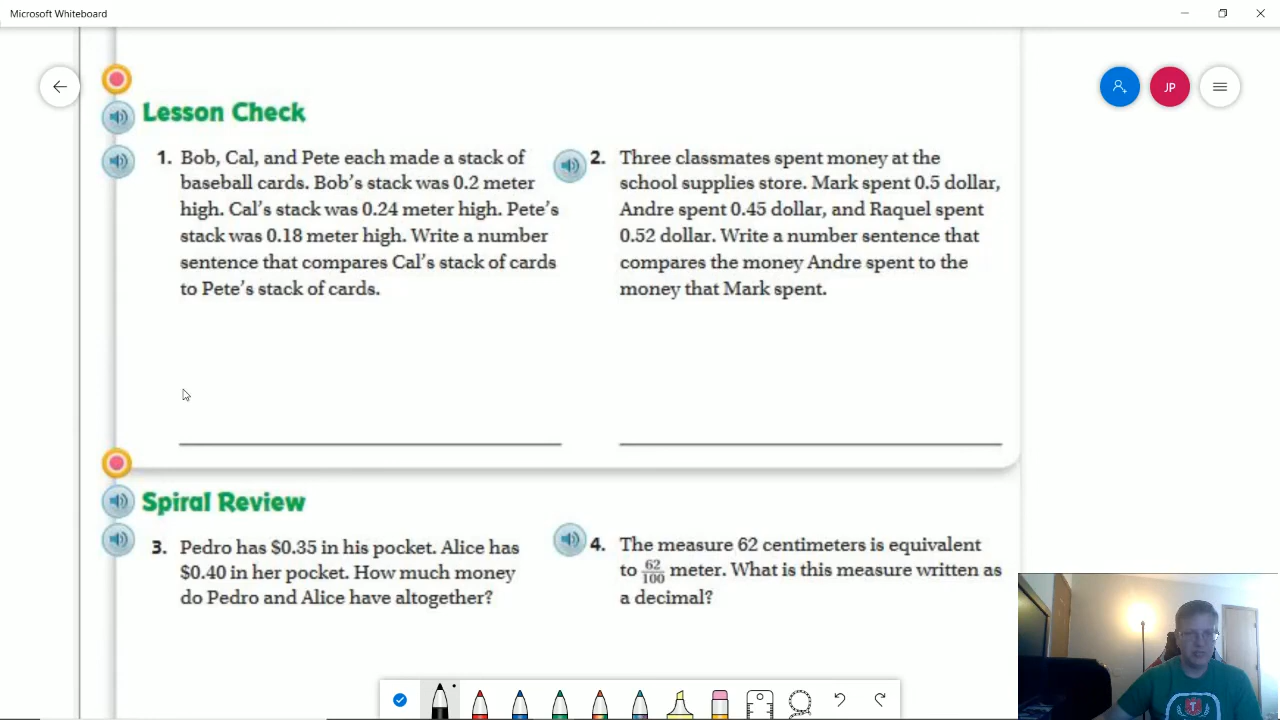 Microsoft Whiteboard
JP
Lesson Check
1. Bob, Cal, and Pete each made a stack of
baseball cards. Bob's stack was 0.2 meter
high. Cal's stack was 0.24 meter high. Pete's
stack was 0.18 meter high. Write a number
sentence that compares Cal's stack of cards
to Pete's stack of cards.
2. Three classmates spent money at the
school supplies store. Mark spent 0.5 dollar,
Andre spent 0.45 dollar, and Raquel spent
0.52 dollar. Write a number sentence that
compares the money Andre spent to the
money that Mark spent.
Spiral Review
3. Pedro has $0.35 in his pocket. Alice has
$0.40 in her pocket. How much money
do Pedro and Alice have altogether?
4. The measure 62 centimeters is equivalent
to 62/100 meter. What is this measure written as
a decimal?